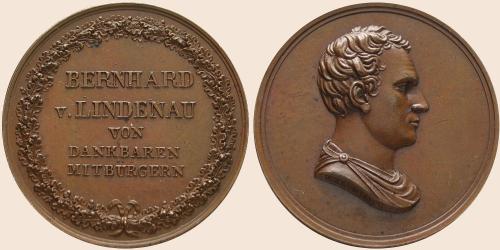 BERNHARD
v. LINDENAU
VON
DANKBAREN
MITBÜRGERN